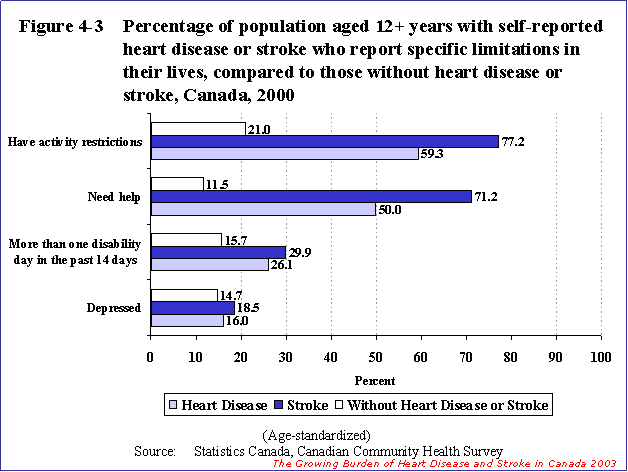 Figure 4-3 Percentage of population aged 12+ years with self-reported
heart disease or stroke who report specific limitations in
their lives, compared to those without heart disease or
stroke, Canada, 2000
Have activity restrictions
21.0
77.2
59.3
Need help
11.5
71.2
50.0
More than one disability
day in the past 14 days
15.7
29.9
26.1
Depressed
14.7
18.5
16.0
0 10 20 30 40 50 60 70 80 90 100
Percent
Heart Disease Stroke Without Heart Disease or Stroke
(Age-standardized)
Source: Statistics Canada, Canadian Community Health Survey
The Growing Burden of Heart Disease and Stroke in Canada 2003